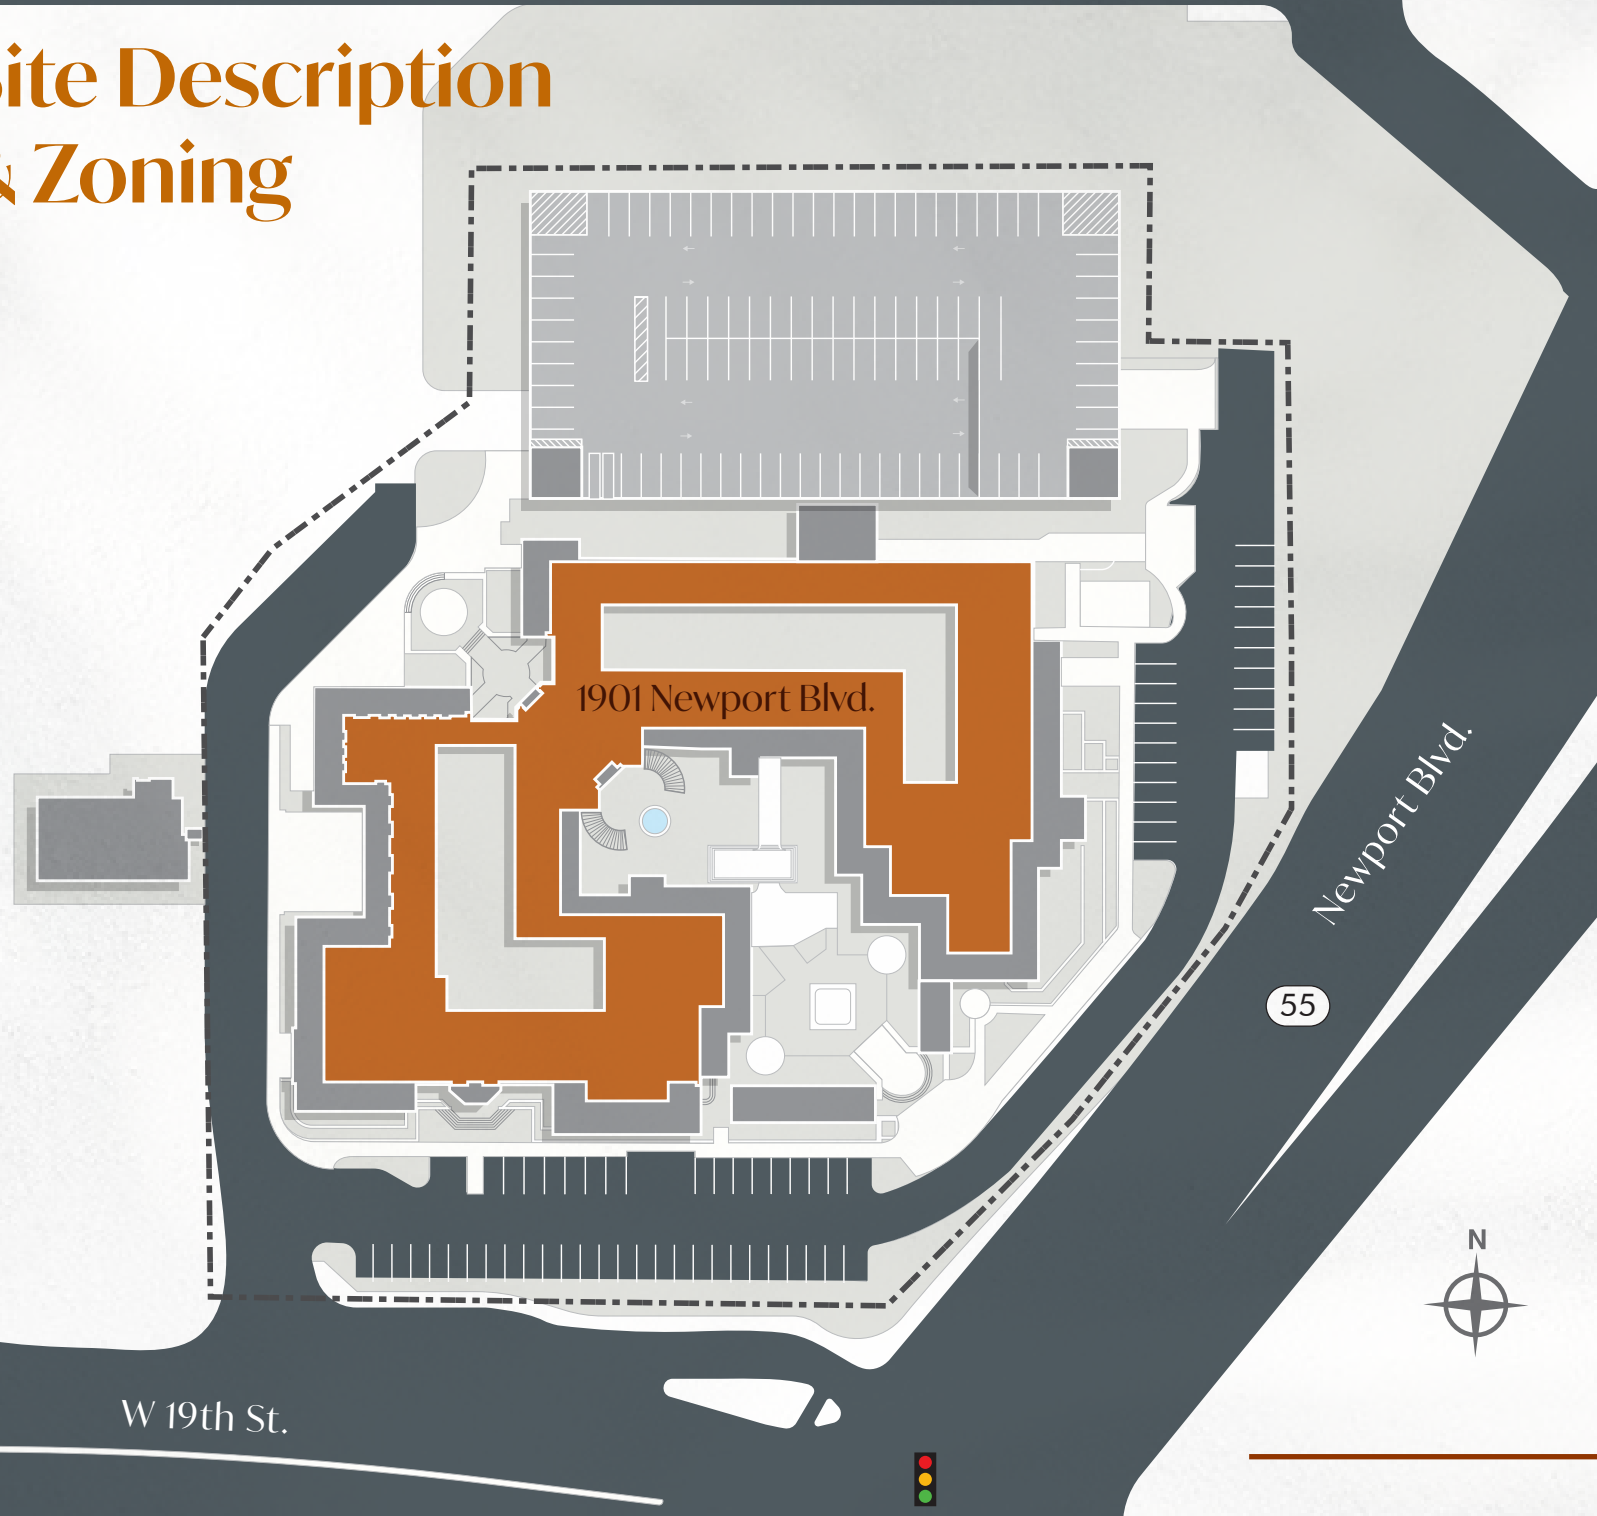 ite Description
& Zoning
1901 Newport Blvd.
Newport Blvd.
55
N
W 19th St.